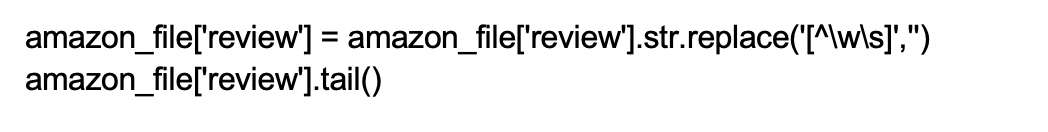 amazon_file['review'] = amazon_file['review'].str.replace('[^\w\s]','')
amazon_file['review'].tail()